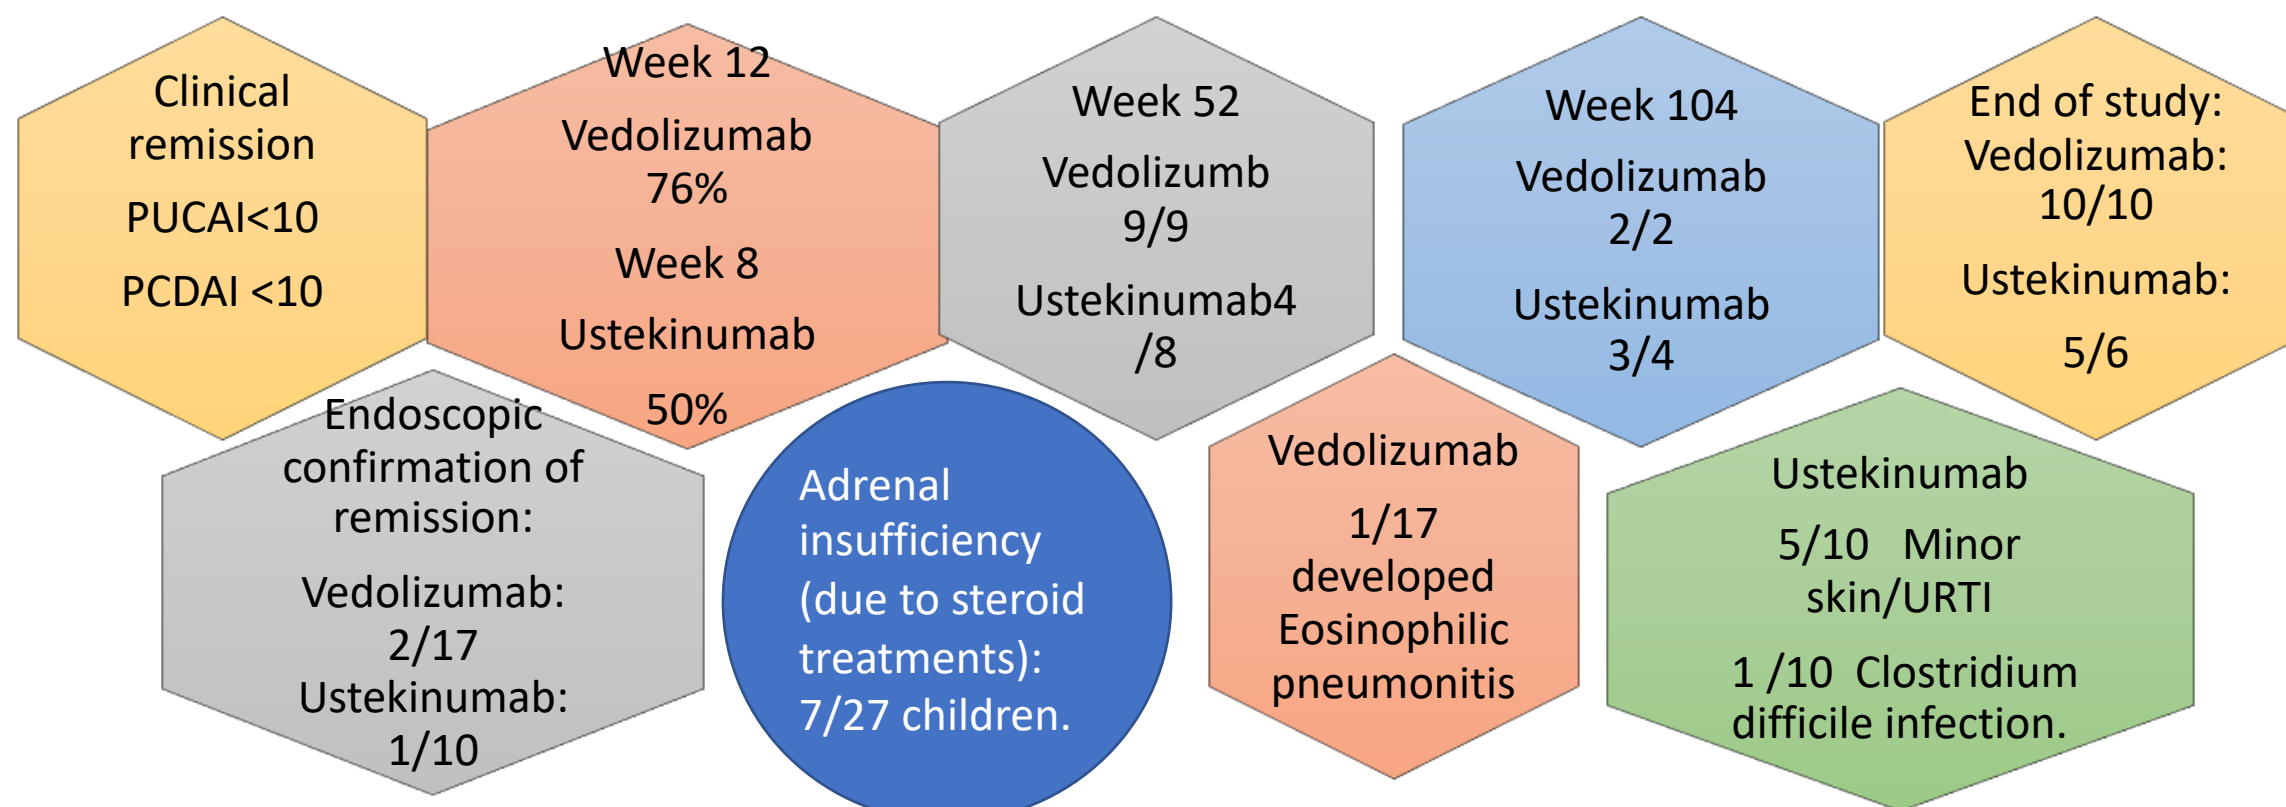 Clinical
remission
PUCAI<10
PCDAI <10
Week 12
Vedolizumab
76%
Week 8
Ustekinumab
50%
Week 52
Vedolizumb
9/9
Ustekinumab4
/8
Week 104
Vedolizumab
2/2
Ustekinumab
3/4
End of study:
Vedolizumab:
10/10
Ustekinumab:
5/6
Endoscopic
confirmation of
remission:
Vedolizumab:
2/17
Ustekinumab:
1/10
Adrenal
insufficiency
(due to steroid
treatments):
7/27 children.
Vedolizumab
1/17
developed
Eosinophilic
pneumonitis
Ustekinumab
5/10 Minor
skin/URTI
1 /10 Clostridium
difficile infection.